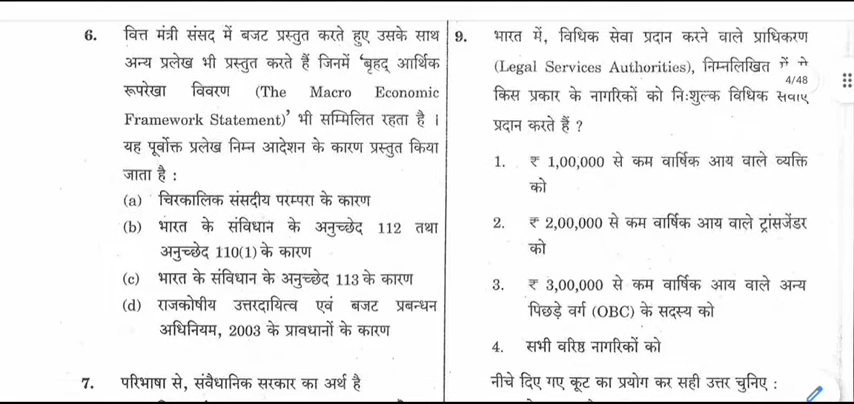 6. वित्त मंत्री संसद में बजट प्रस्तुत करते हुए उसके साथ
अन्य प्रलेख भी प्रस्तुत करते हैं जिनमें ‘बृहद् आर्थिक
रूपरेखा विवरण (The Macro Economic
Framework Statement)’ भी सम्मिलित रहता है ।
यह पूर्वोक्त प्रलेख निम्न आदेशन के कारण प्रस्तुत किया
जाता है :
(a) चिरकालिक संसदीय परम्परा के कारण
(b) भारत के संविधान के अनुच्छेद 112 तथा
अनुच्छेद 110(1) के कारण
(c) भारत के संविधान के अनुच्छेद 113 के कारण
(d) राजकोषीय उत्तरदायित्व एवं बजट प्रबन्धन
अधिनियम, 2003 के प्रावधानों के कारण
7. परिभाषा से, संवैधानिक सरकार का अर्थ है
9. भारत में, विधिक सेवा प्रदान करने वाले प्राधिकरण
(Legal Services Authorities), निम्नलिखित में से
4/48
किस प्रकार के नागरिकों को निःशुल्क विधिक सेवाएँ
प्रदान करते हैं ?
1. ₹ 1,00,000 से कम वार्षिक आय वाले व्यक्ति
को
2. ₹ 2,00,000 से कम वार्षिक आय वाले ट्रांसजेंडर
को
3. ₹ 3,00,000 से कम वार्षिक आय वाले अन्य
पिछड़े वर्ग (OBC) के सदस्य को
4. सभी वरिष्ठ नागरिकों को
नीचे दिए गए कूट का प्रयोग कर सही उत्तर चुनिए :